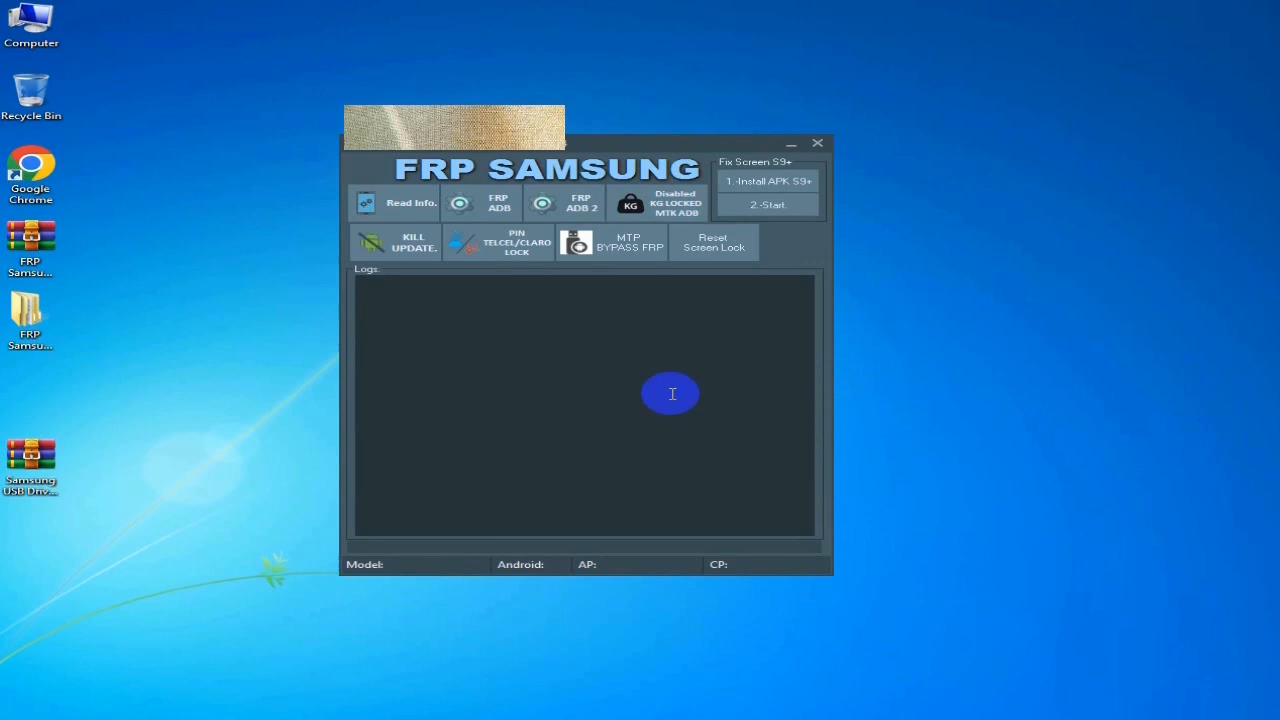 Computer
Recycle Bin
Google
Chrome
FRP
Samsu...
FRP
Samsu...
Samsung
USB Driv...
FRP SAMSUNG
Fix Screen S9+
1.-Install APK S9+
2.-Start.
Read Info.
FRP
ADB
FRP
ADB 2
KG
Disabled
KG LOCKED
MTK ADB
KILL
UPDATE.
PIN
TELCEL/CLARO
LOCK
MTP
BYPASS FRP
Reset
Screen Lock
Logs:
Model:
Android:
AP:
CP: